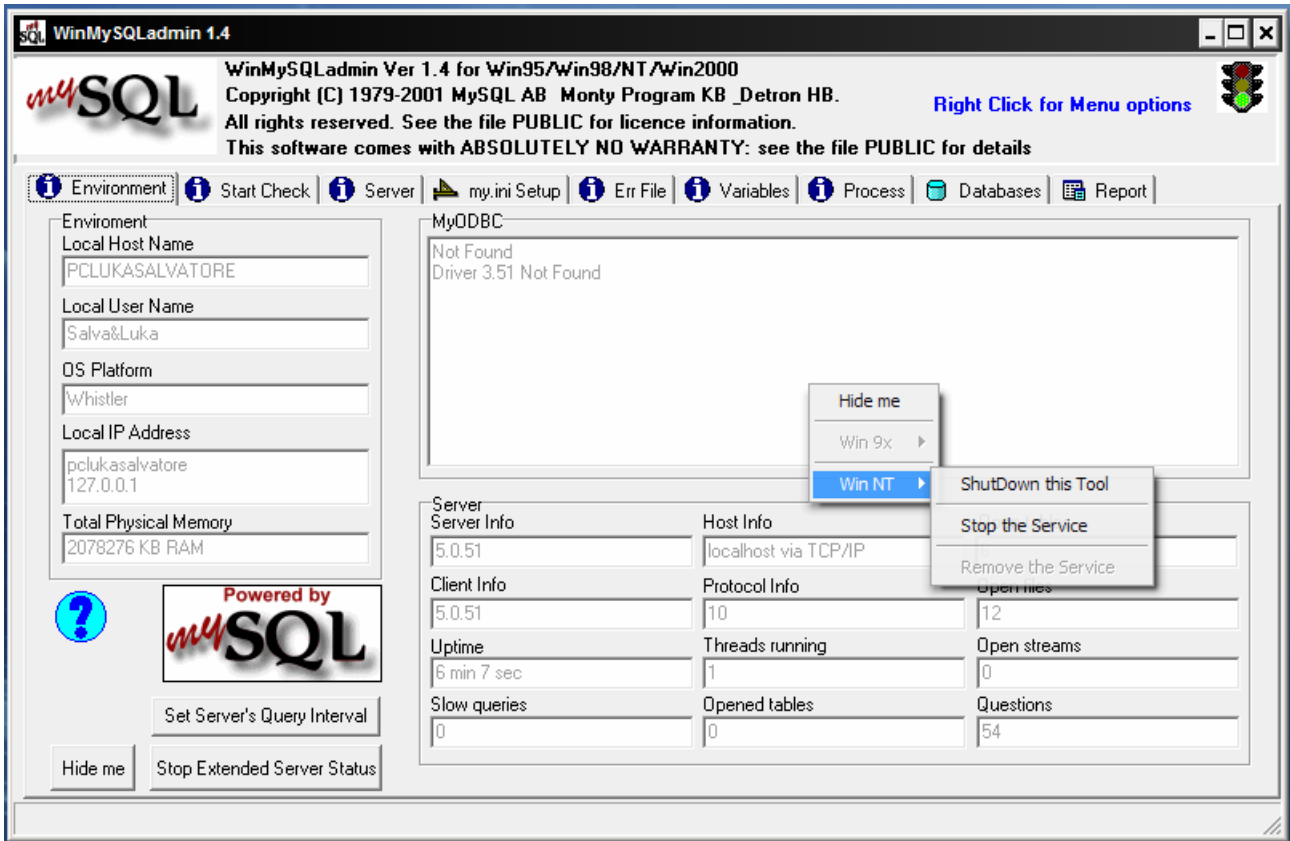 WinMySQLadmin 1.4
mySQL
WinMySQLadmin Ver 1.4 for Win95/Win98/NT/Win2000
Copyright (C) 1979-2001 MySQL AB Monty Program KB _Detron HB.
All rights reserved. See the file PUBLIC for licence information.
This software comes with ABSOLUTELY NO WARRANTY: see the file PUBLIC for details
Right Click for Menu options
Environment
Start Check
Server
my.ini Setup
Err File
Variables
Process
Databases
Report
Enviroment
Local Host Name
PCLUKASALVATORE
Local User Name
Salva&Luka
OS Platform
Whistler
Local IP Address
pclukasalvatore
127.0.0.1
Total Physical Memory
2078276 KB RAM
Powered by
mySQL
Set Server's Query Interval
Hide me
Stop Extended Server Status
MyODBC
Not Found
Driver 3.51 Not Found
Hide me
Win 9x
Win NT
ShutDown this Tool
Stop the Service
Remove the Service
Server
Server Info
5.0.51
Host Info
localhost via TCP/IP
Client Info
5.0.51
Protocol Info
10
Open files
12
Uptime
6 min 7 sec
Threads running
1
Open streams
0
Slow queries
0
Opened tables
0
Questions
54